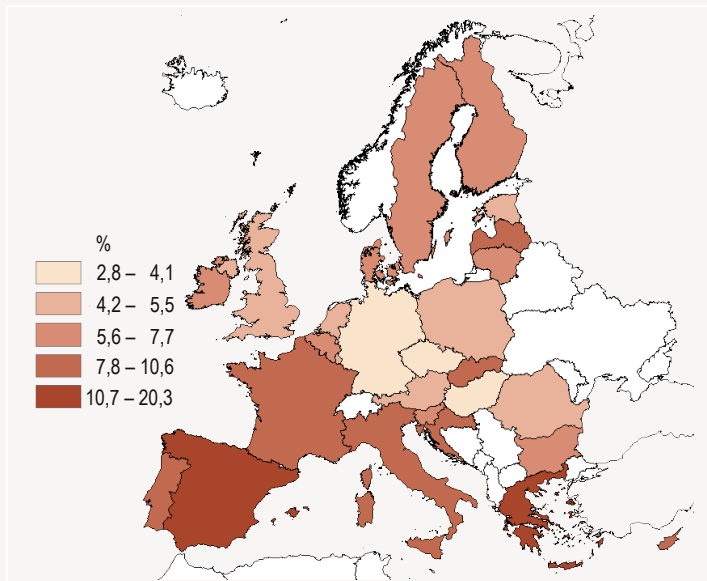 %
2,8 – 4,1
4,2 – 5,5
5,6 – 7,7
7,8 – 10,6
10,7 – 20,3